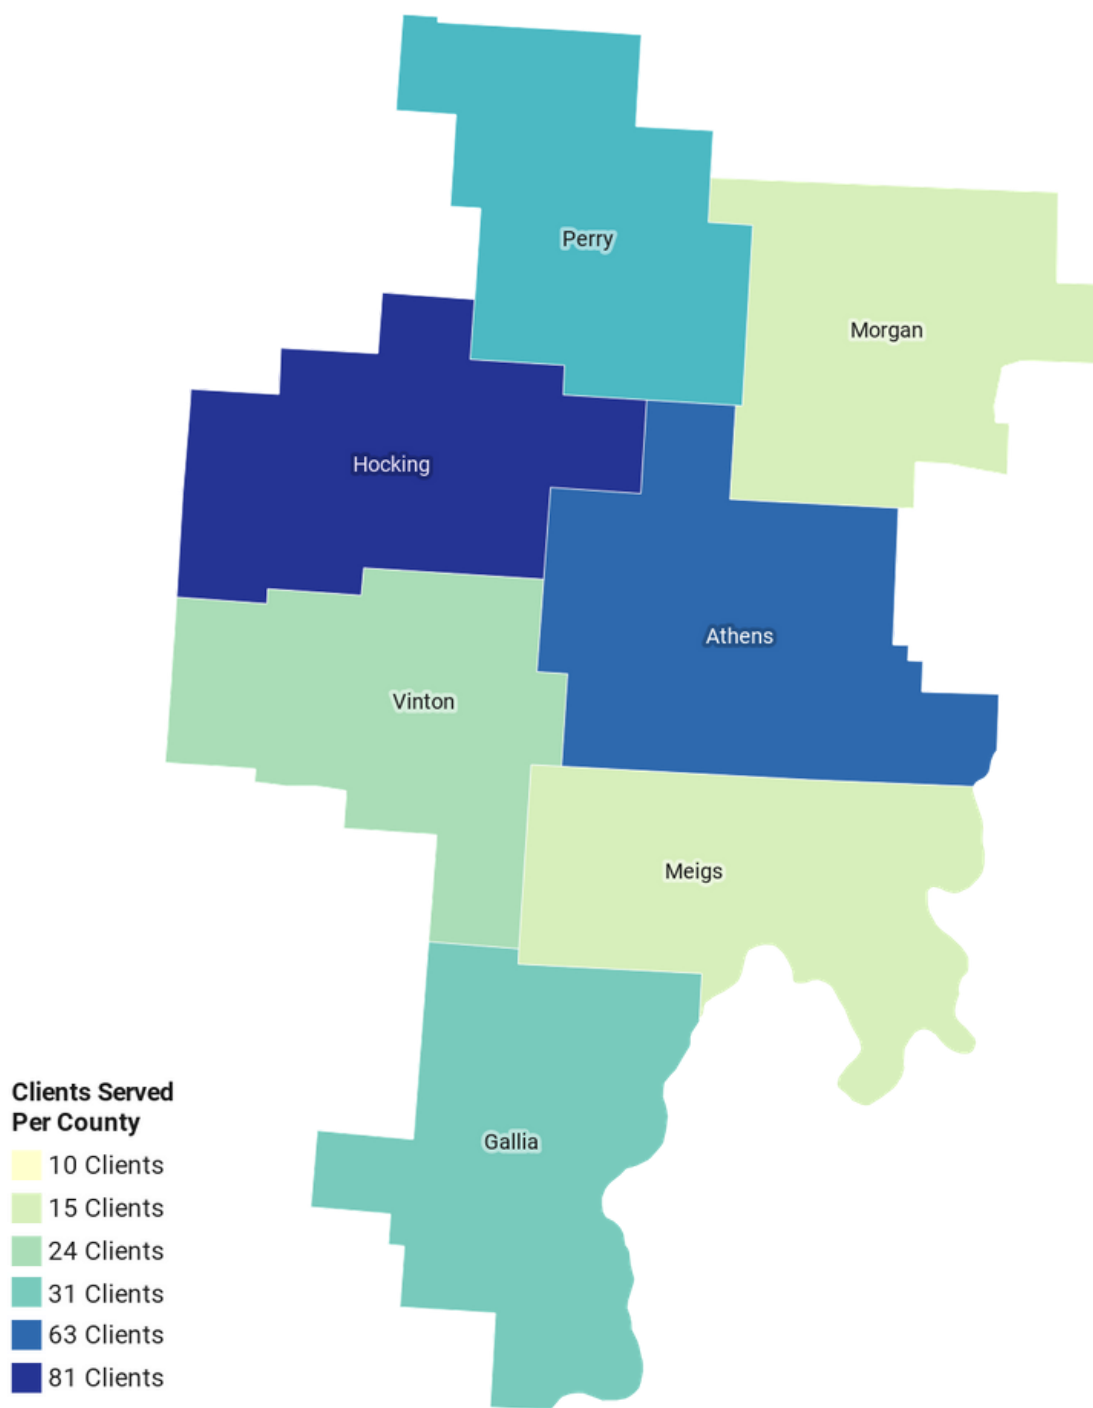 Perry
Morgan
Hocking
Athens
Vinton
Meigs
Gallia
Clients Served
Per County
10 Clients
15 Clients
24 Clients
31 Clients
63 Clients
81 Clients